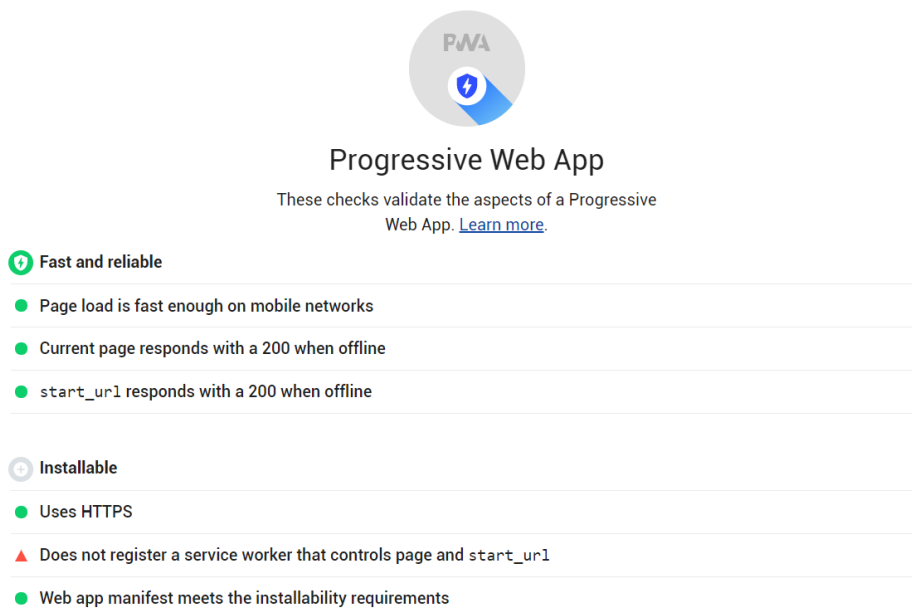 PWA
Progressive Web App
These checks validate the aspects of a Progressive
Web App. Learn more.
Fast and reliable
Page load is fast enough on mobile networks
Current page responds with a 200 when offline
start_url responds with a 200 when offline
Installable
Uses HTTPS
Does not register a service worker that controls page and start_url
Web app manifest meets the installability requirements